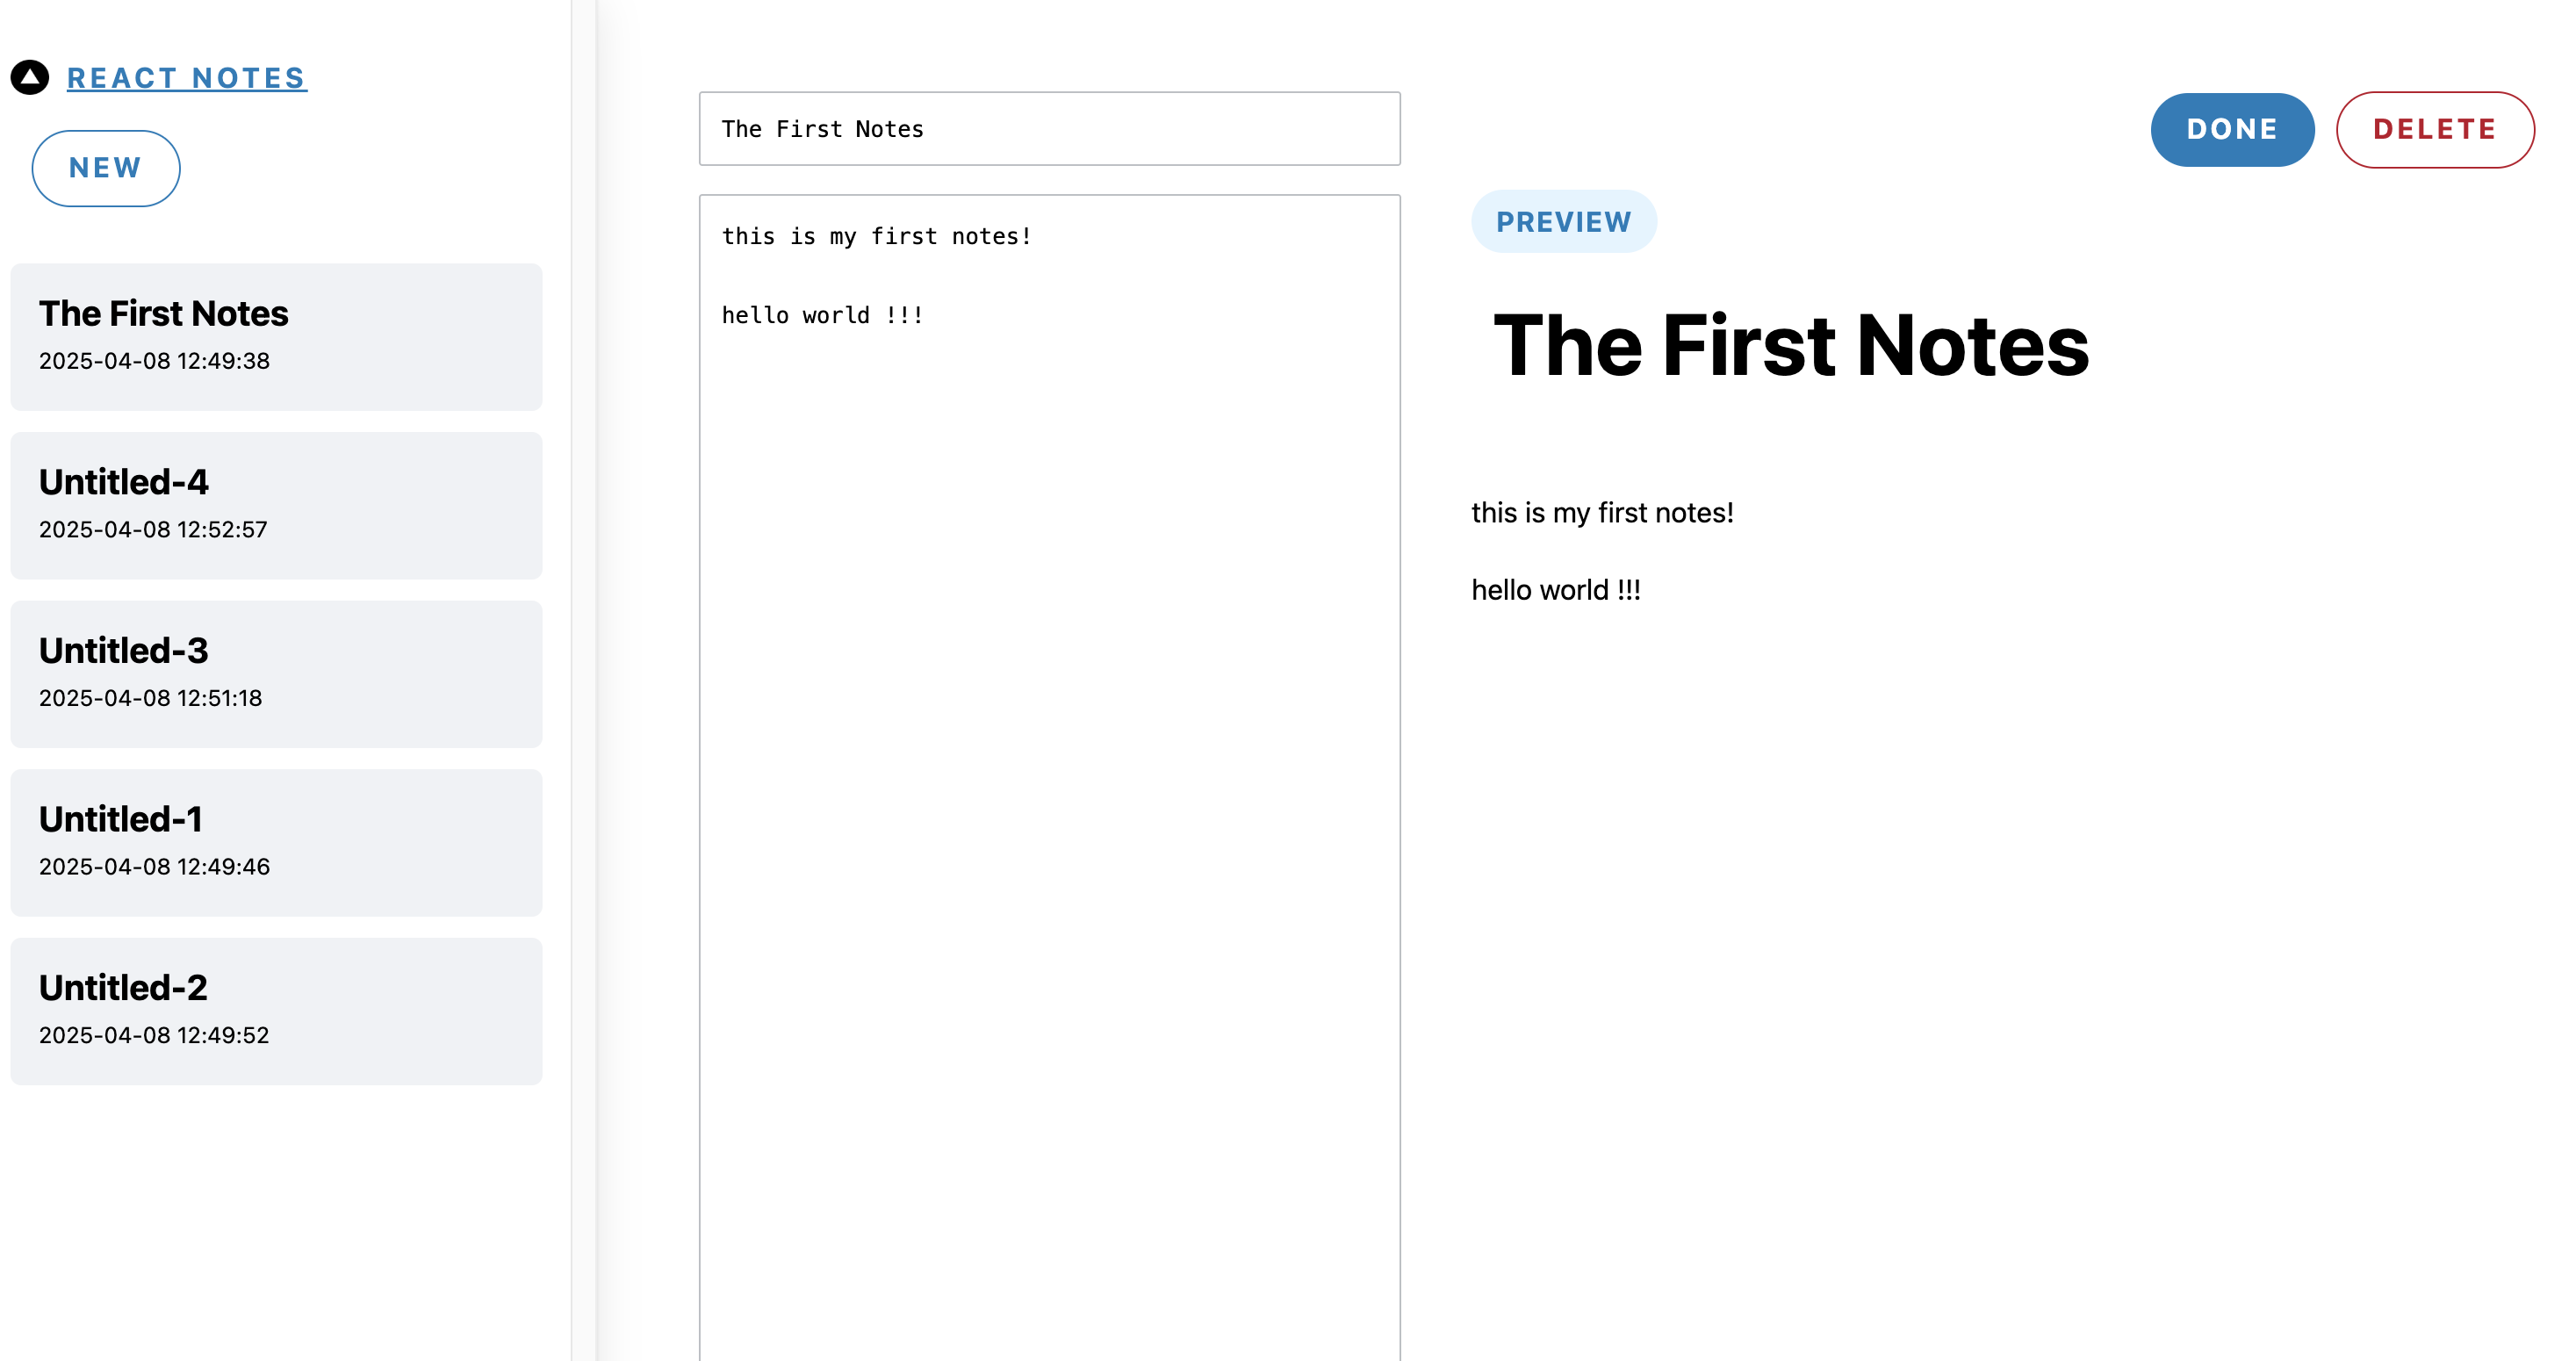 REACT NOTES
NEW
The First Notes
2025-04-08 12:49:38
Untitled-4
2025-04-08 12:52:57
Untitled-3
2025-04-08 12:51:18
Untitled-1
2025-04-08 12:49:46
Untitled-2
2025-04-08 12:49:52
The First Notes
this is my first notes!
hello world !!!
DONE
DELETE
PREVIEW
The First Notes
this is my first notes!
hello world !!!